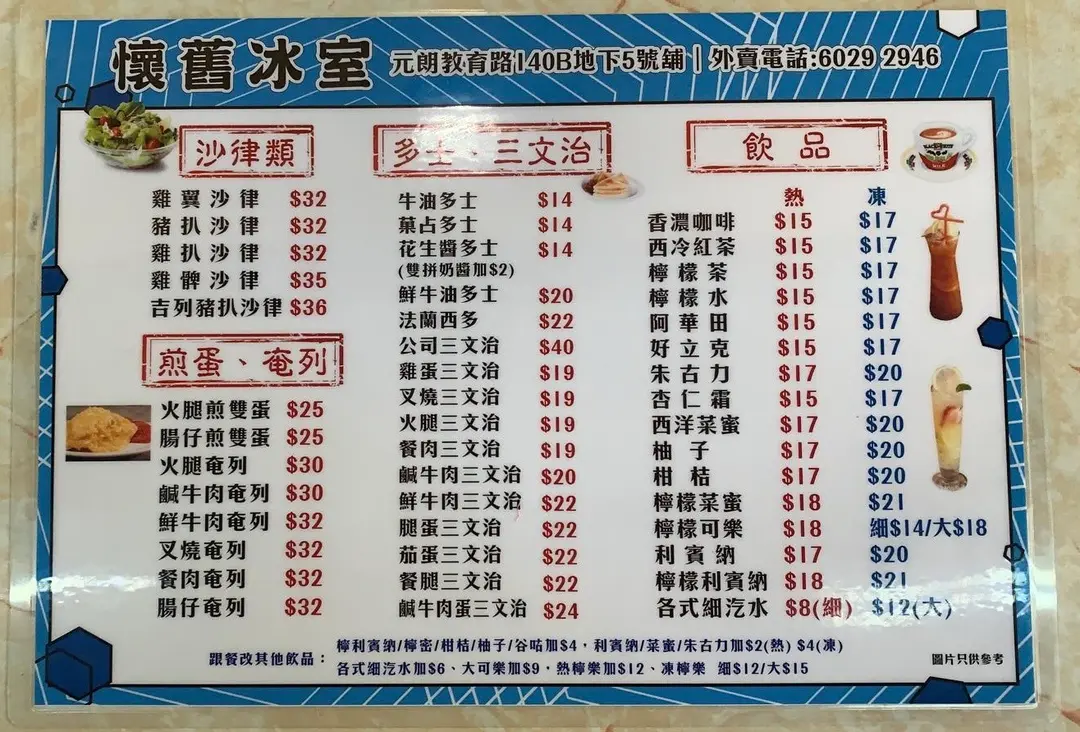 懷舊冰室 元朗教育路140B地下5號舖 | 外賣電話:6029 2946
沙律類
雞翼沙律 $32
豬扒沙律 $32
雞扒沙律 $32
雞髀沙律 $35
吉列豬扒沙律 $36
煎蛋、奄列
火腿煎雙蛋 $25
腸仔煎雙蛋 $25
火腿奄列 $30
鹹牛肉奄列 $30
鮮牛肉奄列 $32
叉燒奄列 $32
餐肉奄列 $32
腸仔奄列 $32
多士、三文治
牛油多士 $14
菓占多士 $14
花生醬多士 $14
(雙拼奶醬加$2)
鮮牛油多士 $20
法蘭西多 $22
公司三文治 $40
雞蛋三文治 $19
叉燒三文治 $19
火腿三文治 $19
餐肉三文治 $19
鹹牛肉三文治 $20
鮮牛肉三文治 $22
腿蛋三文治 $22
茄蛋三文治 $22
餐腿三文治 $22
鹹牛肉蛋三文治 $24
飲品
熱 凍
香濃咖啡 $15 $17
西冷紅茶 $15 $17
檸檬茶 $15 $17
檸檬水 $15 $17
阿華田 $15 $17
好立克 $15 $17
朱古力 $17 $20
杏仁霜 $15 $17
西洋菜蜜 $17 $20
柚子 $17 $20
柑桔 $17 $20
檸檬菜蜜 $18 $21
檸檬可樂 $18 細$14/大$18
利賓納 $17 $20
檸檬利賓納 $18 $21
各式細汽水 $8(細) $12(大)
跟餐改其他飲品：
檸利賓納/檸密/柑桔/柚子/谷咕加$4，利賓納/菜蜜/朱古力加$2(熱) $4(凍)
各式細汽水加$6、大可樂加$9，熱檸樂加$12、凍檸樂 細$12/大$15
圖片只供參考